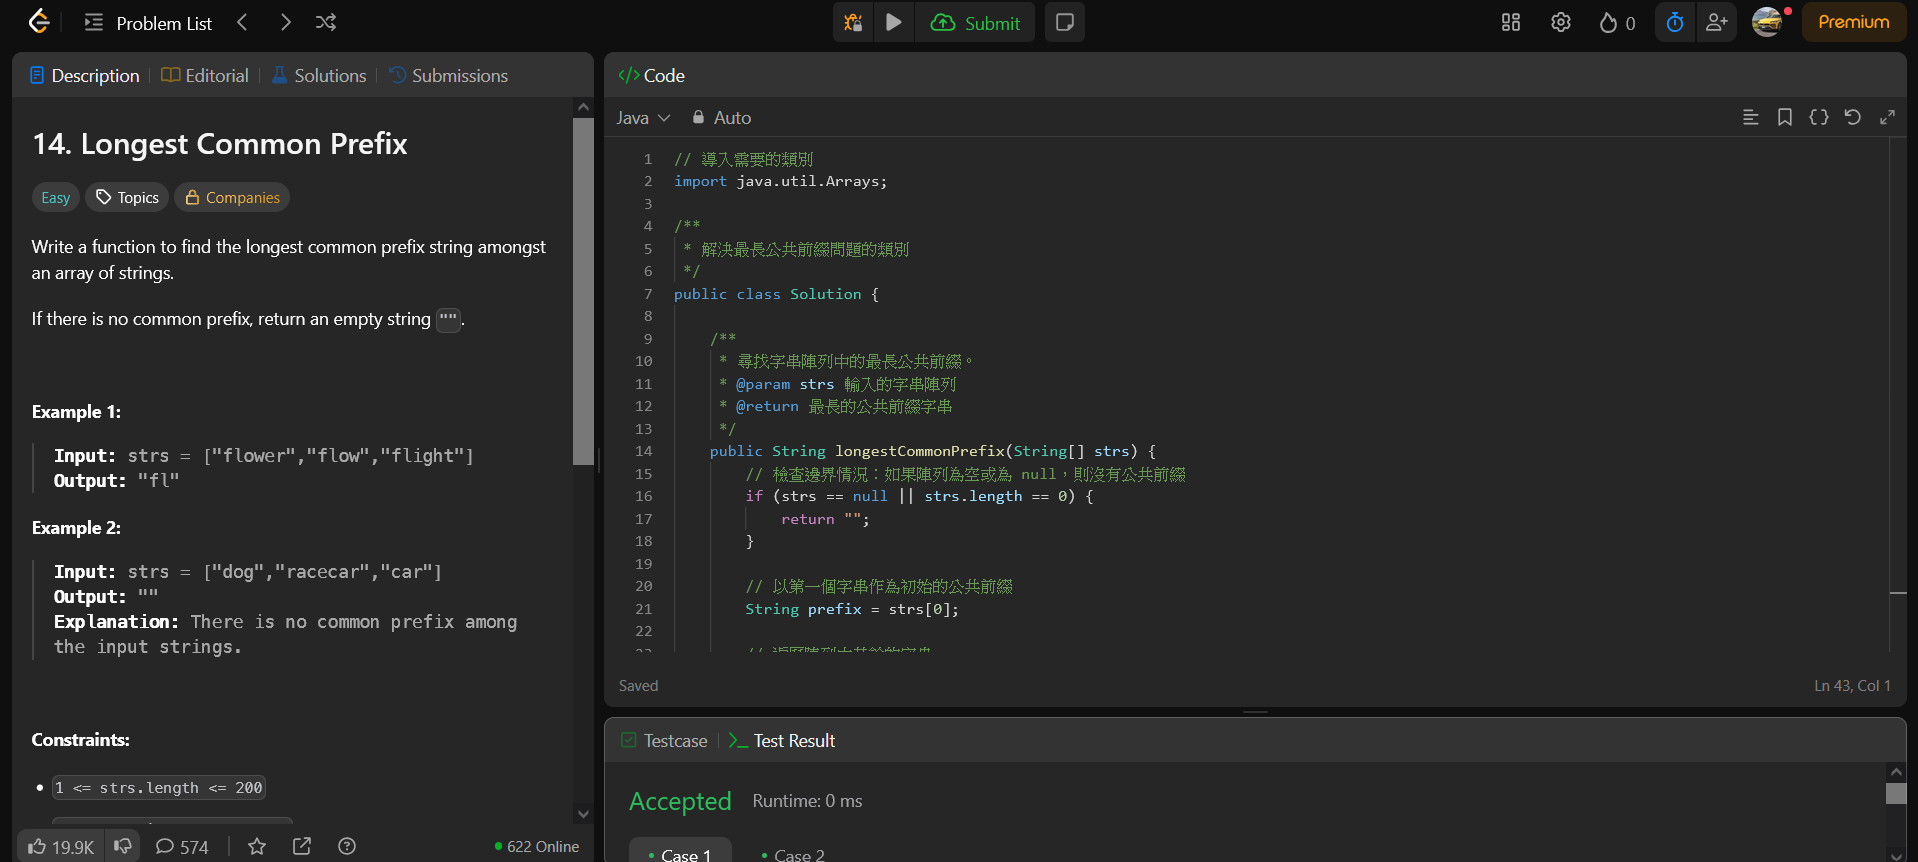 Problem List
Submit
0
Premium
Description
Editorial
Solutions
Submissions
14. Longest Common Prefix
Easy
Topics
Companies
Write a function to find the longest common prefix string amongst
an array of strings.
If there is no common prefix, return an empty string "".
Example 1:
Input: strs = ["flower","flow","flight"]
Output: "fl"
Example 2:
Input: strs = ["dog","racecar","car"]
Output: ""
Explanation: There is no common prefix among
the input strings.
Constraints:
1 <= strs.length <= 200
19.9K
574
622 Online
</> Code
Java
Auto
1 // 導入需要的類別
2 import java.util.Arrays;
3
4 /**
5 * 解決最長公共前綴問題的類別
6 */
7 public class Solution {
8
9 /**
10 * 尋找字串陣列中的最長公共前綴。
11 * @param strs 輸入的字串陣列
12 * @return 最長的公共前綴字串
13 */
14 public String longestCommonPrefix(String[] strs) {
15 // 檢查邊界情況：如果陣列為空或為 null，則沒有公共前綴
16 if (strs == null || strs.length == 0) {
17 return "";
18 }
19
20 // 以第一個字串作為初始的公共前綴
21 String prefix = strs[0];
22
Saved
Ln 43, Col 1
Testcase
Test Result
Accepted
Runtime: 0 ms
Case 1
Case 2